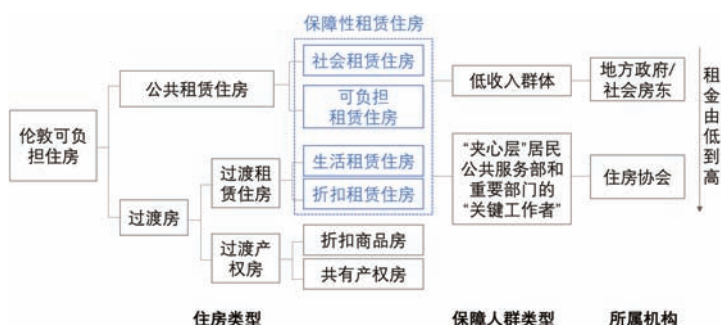 保障性租赁住房
社会租赁住房
公共租赁住房
可负担
租赁住房
低收入群体
地方政府/
社会房东
租金由低到高
伦敦可负
担住房
过渡租
赁住房
生活租赁住房
折扣租赁住房
“夹心层”居民
公共服务部和
重要部门的
“关键工作者”
住房协会
过渡房
过渡产
权房
折扣商品房
共有产权房
住房类型
保障人群类型
所属机构